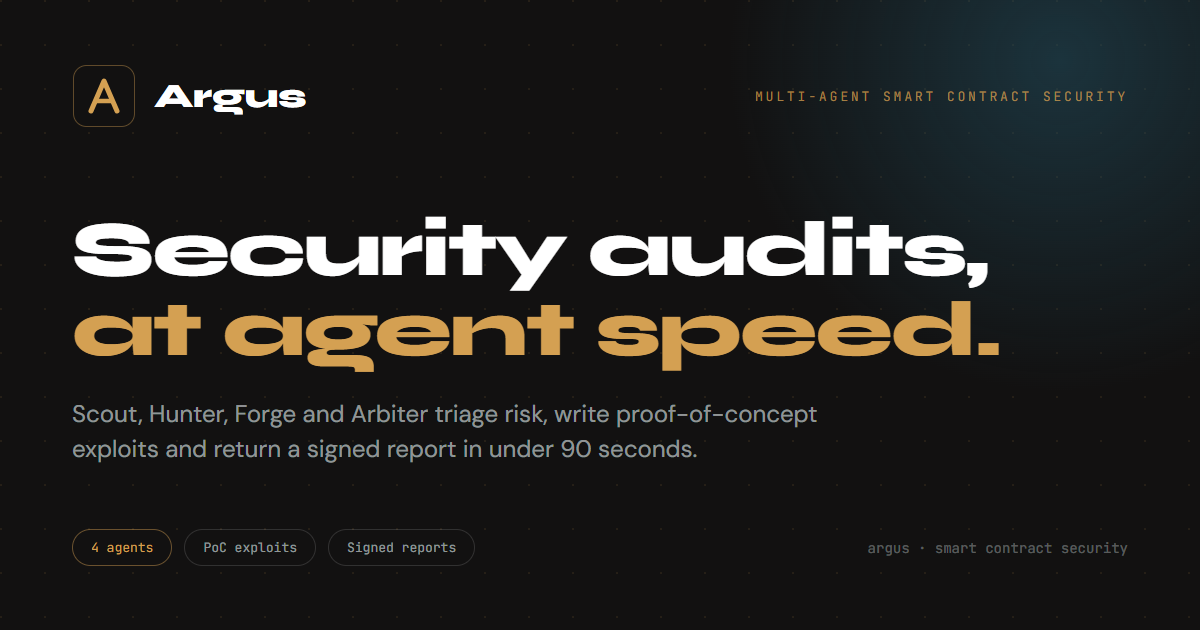 A
Argus
MULTI-AGENT SMART CONTRACT SECURITY
Security audits,
at agent speed.
Scout, Hunter, Forge and Arbiter triage risk, write proof-of-concept
exploits and return a signed report in under 90 seconds.
4 agents
PoC exploits
Signed reports
argus · smart contract security